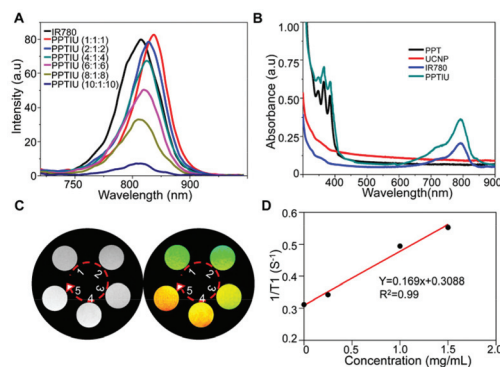 A
IR780
PPTIU (1:1:1)
PPTIU (2:1:2)
PPTIU (4:1:4)
PPTIU (6:1:6)
PPTIU (8:1:8)
PPTIU (10:1:10)
80
60
40
20
0
Intensity (a.u)
750 800 850 900
Wavelength (nm)
B
PPT
UCNP
IR780
PPTIU
1.00
0.75
0.50
0.25
0
Absorbance (a.u)
400 500 600 700 800 900
Wavelength(nm)
C
1
2
3
4
5
1
2
3
4
5
D
0.6
0.5
0.4
0.3
0.2
1/T1 (S⁻¹)
Y=0.169x+0.3088
R²=0.99
0.0 0.5 1.0 1.5 2.0
Concentration (mg/mL)